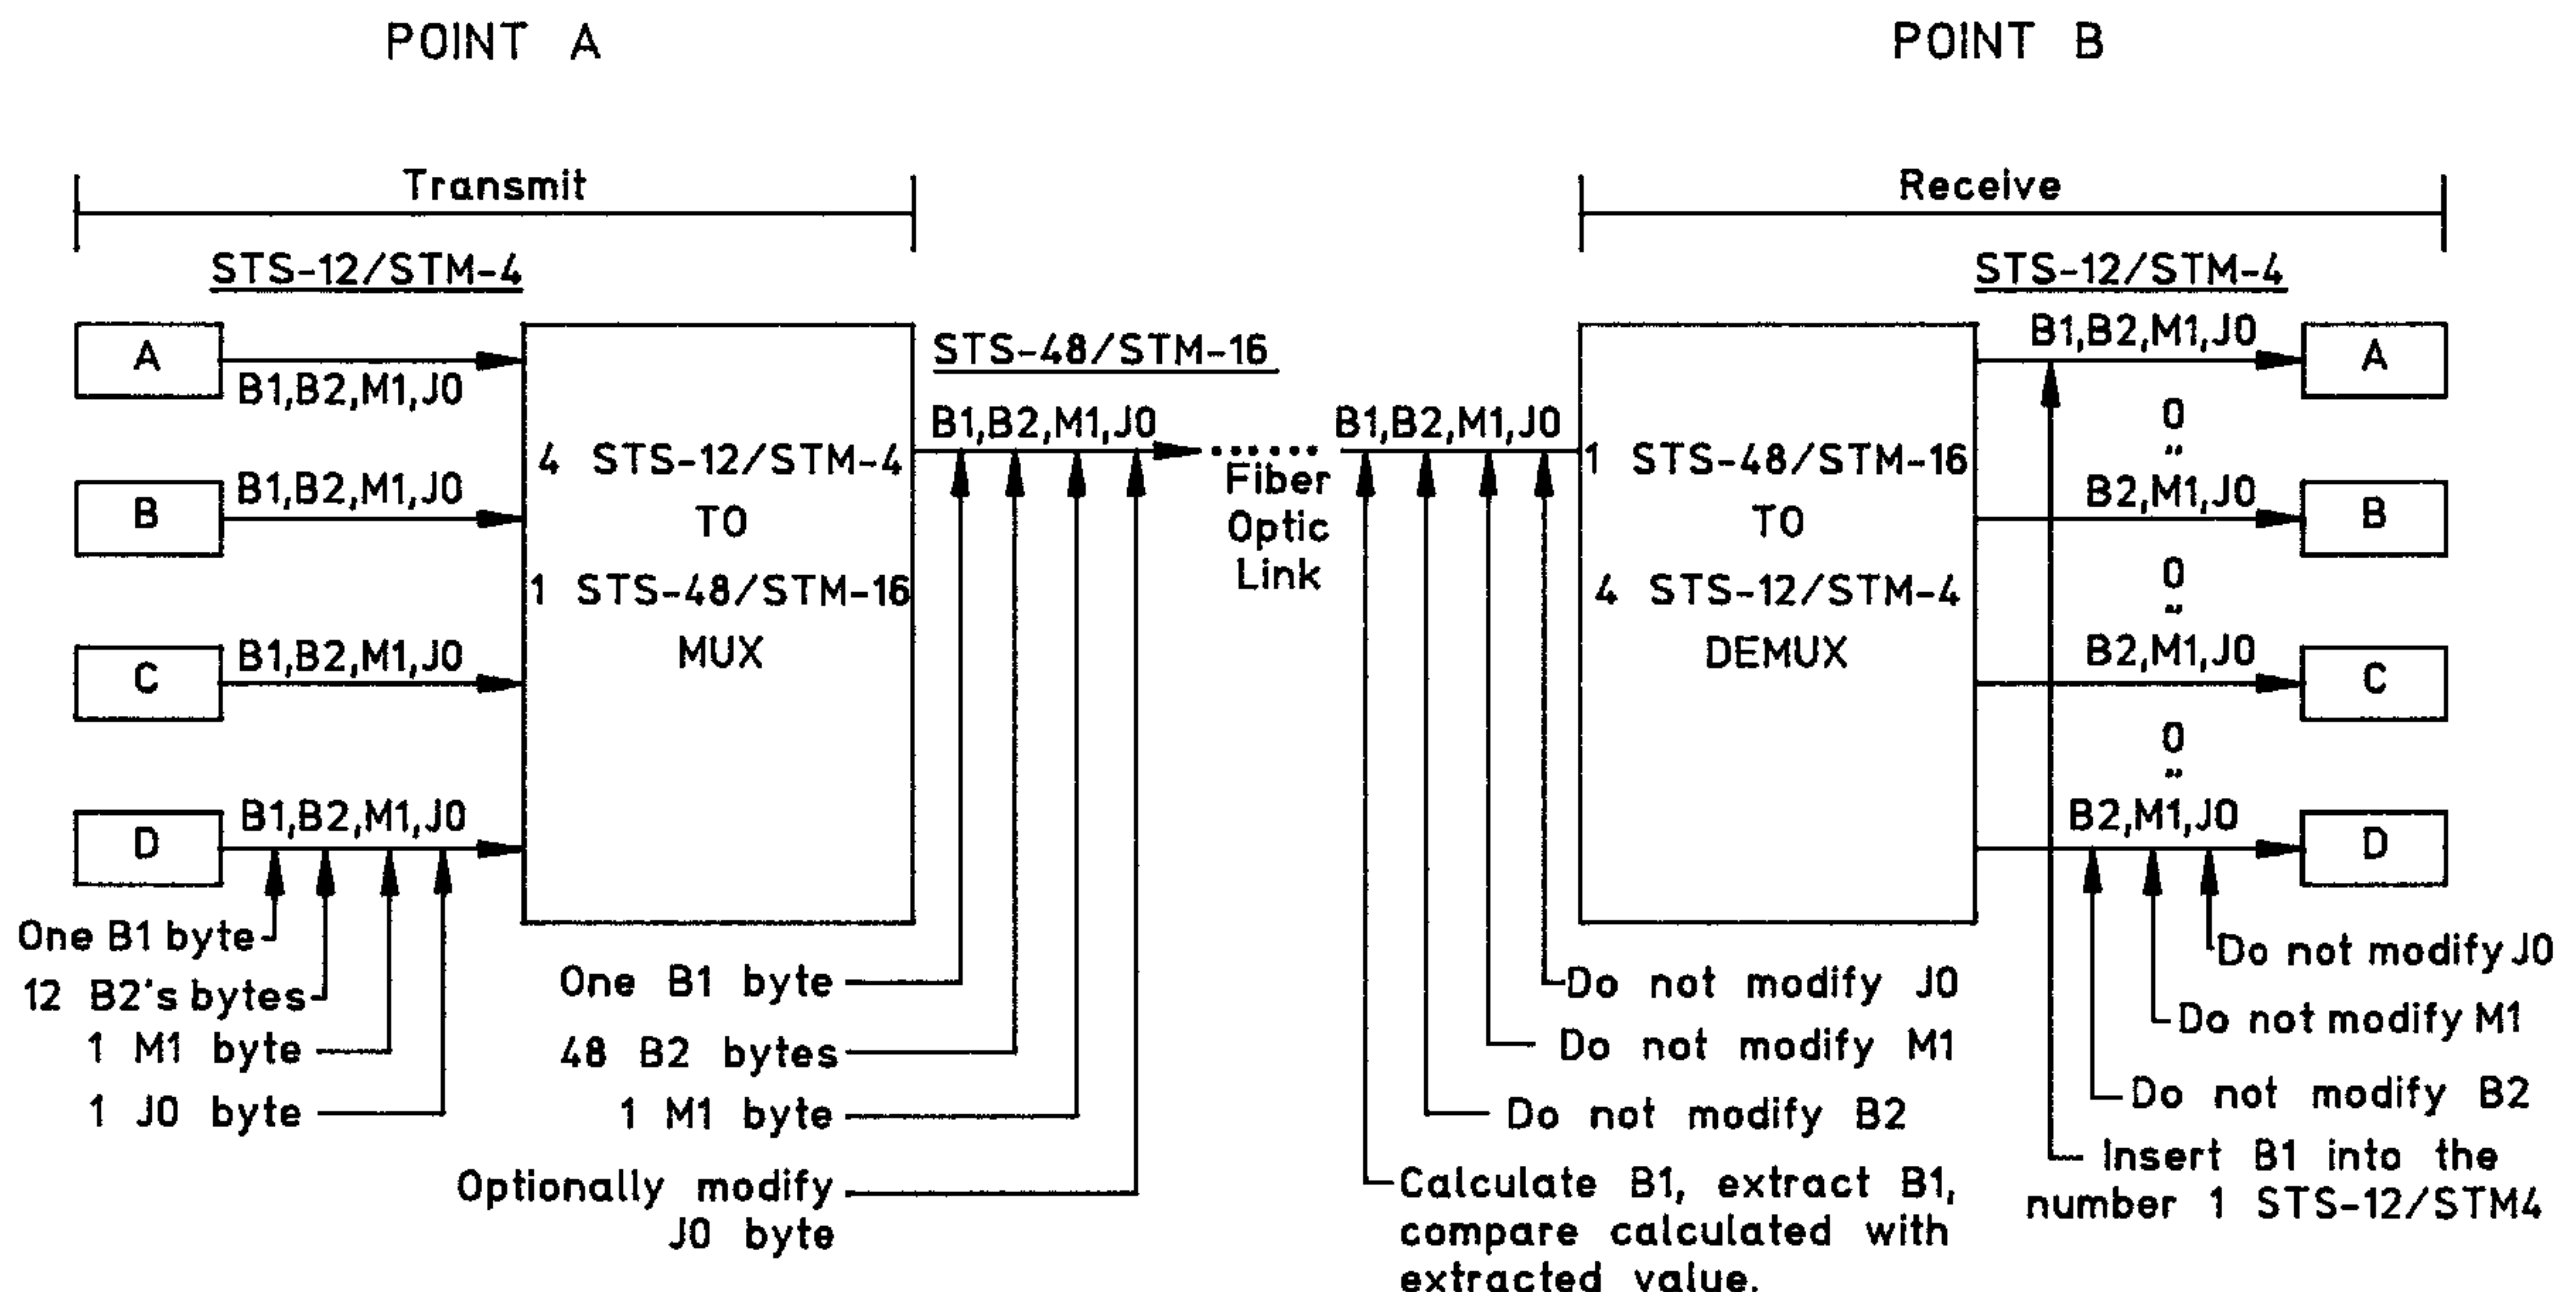 POINT A
POINT B
Transmit
Receive
STS-12/STM-4
STS-12/STM-4
A
B1,B2,M1,J0
B
B1,B2,M1,J0
C
B1,B2,M1,J0
D
B1,B2,M1,J0
One B1 byte
12 B2's bytes
1 M1 byte
1 J0 byte
4 STS-12/STM-4
TO
1 STS-48/STM-16
MUX
STS-48/STM-16
B1,B2,M1,J0
One B1 byte
48 B2 bytes
1 M1 byte
Optionally modify
J0 byte
Fiber
Optic
Link
B1,B2,M1,J0
1 STS-48/STM-16
TO
4 STS-12/STM-4
DEMUX
Do not modify J0
Do not modify M1
Do not modify B2
Calculate B1, extract B1,
compare calculated with
extracted value.
B1,B2,M1,J0
A
0
"
B2,M1,J0
B
0
"
B2,M1,J0
C
0
"
B2,M1,J0
D
Do not modify J0
Do not modify M1
Do not modify B2
Insert B1 into the
number 1 STS-12/STM4